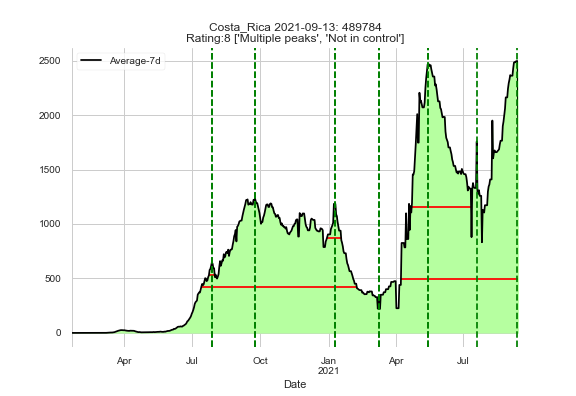 Costa_Rica 2021-09-13: 489784
Rating:8 ['Multiple peaks', 'Not in control']
Average-7d
2500
2000
1500
1000
500
0
Apr Jul Oct Jan Apr Jul
2021
Date